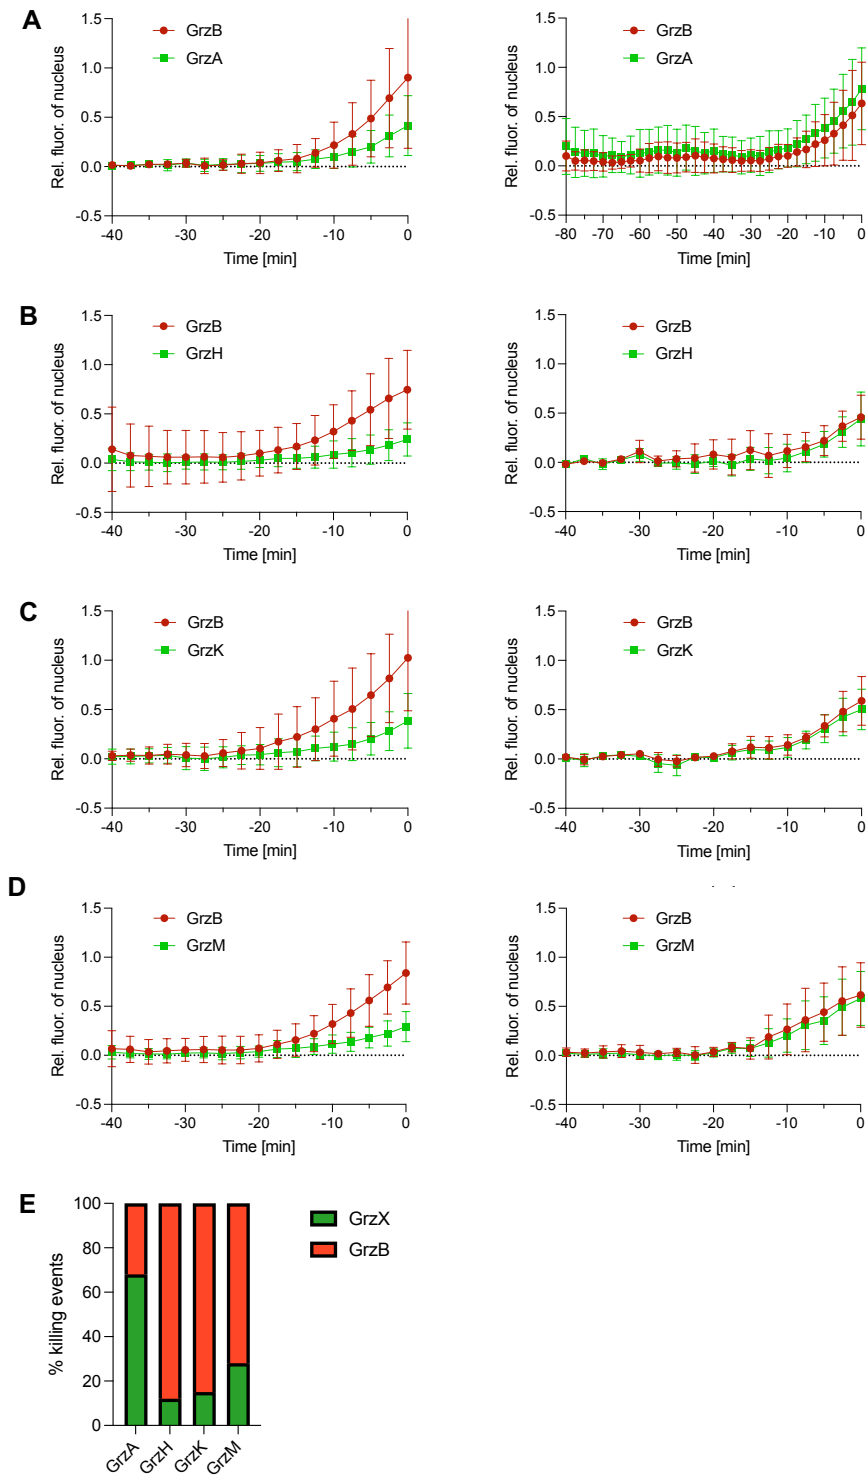 A
Rel. fluor. of nucleus
1.5
1.0
0.5
0.0
-0.5
GrzB
GrzA
-40
-30
-20
-10
0
Time [min]
Rel. fluor. of nucleus
1.5
1.0
0.5
0.0
-0.5
GrzB
GrzA
-80 -70 -60 -50 -40 -30 -20 -10 0
Time [min]
B
Rel. fluor. of nucleus
1.5
1.0
0.5
0.0
-0.5
GrzB
GrzH
-40
-30
-20
-10
0
Time [min]
Rel. fluor. of nucleus
1.5
1.0
0.5
0.0
-0.5
GrzB
GrzH
-40
-30
-20
-10
0
Time [min]
C
Rel. fluor. of nucleus
1.5
1.0
0.5
0.0
-0.5
GrzB
GrzK
-40
-30
-20
-10
0
Time [min]
Rel. fluor. of nucleus
1.5
1.0
0.5
0.0
-0.5
GrzB
GrzK
-40
-30
-20
-10
0
Time [min]
D
Rel. fluor. of nucleus
1.5
1.0
0.5
0.0
-0.5
GrzB
GrzM
-40
-30
-20
-10
0
Time [min]
Rel. fluor. of nucleus
1.5
1.0
0.5
0.0
-0.5
GrzB
GrzM
-40
-30
-20
-10
0
Time [min]
E
% killing events
100
80
60
40
20
0
GrzA
GrzH
GrzK
GrzM
GrzX
GrzB